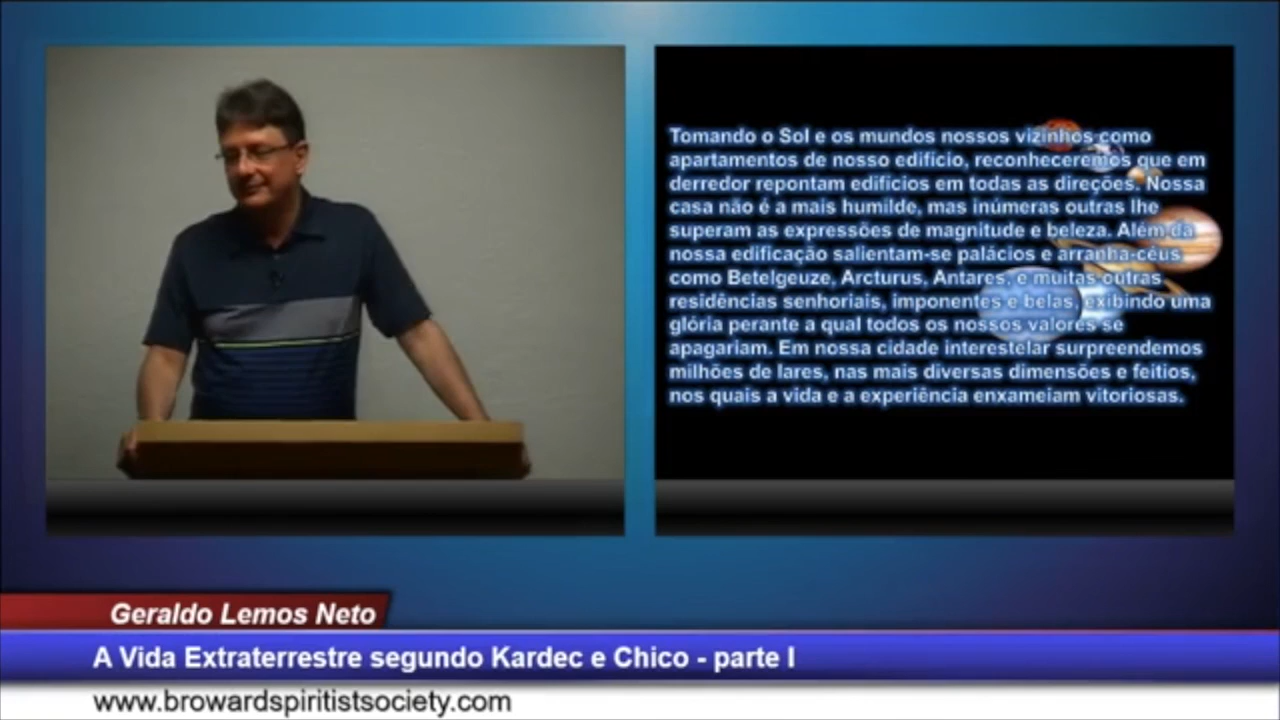 Tomando o Sol e os mundos nossos vizinhos como
apartamentos de nosso edifício, reconheceremos que em
derredor repontam edifícios em todas as direções. Nossa
casa não é a mais humilde, mas inúmeras outras lhe
superam as expressões de magnitude e beleza. Além da
nossa edificação salientam-se palácios e arranha-céus
como Betelgeuze, Arcturus, Antares, e muitas outras
residências senhoriais, imponentes e belas, exibindo uma
glória perante a qual todos os nossos valores se
apagariam. Em nossa cidade interestelar surpreendemos
milhões de lares, nas mais diversas dimensões e feitios,
nos quais a vida e a experiência enxameiam vitoriosas.
Geraldo Lemos Neto
A Vida Extraterrestre segundo Kardec e Chico - parte I
www.browardspiritistsociety.com